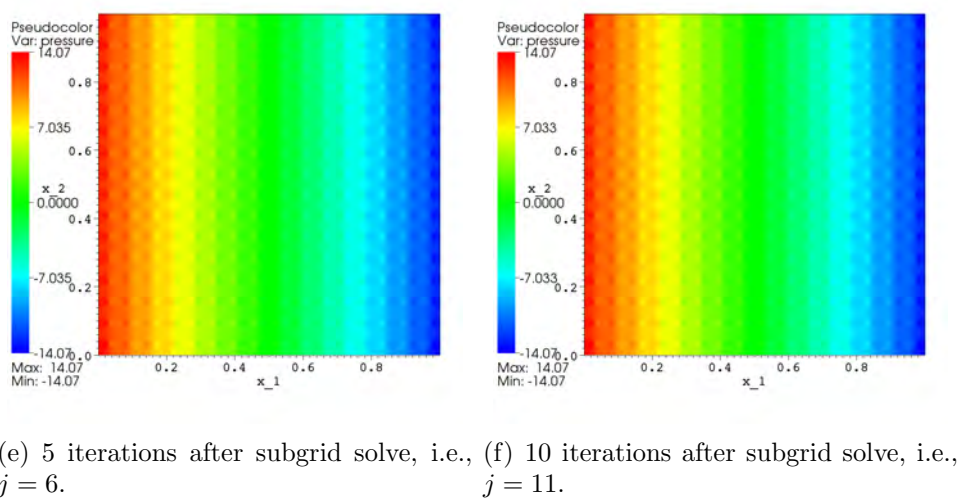 Pseudocolor
Var: pressure
14.07
7.035
0.0000
-7.035
-14.07
Max: 14.07
Min: -14.07
0.8
0.6
x_2
0.4
0.2
0.0
0.2 0.4 0.6 0.8
x_1
Pseudocolor
Var: pressure
14.07
7.033
0.0000
-7.033
-14.07
Max: 14.07
Min: -14.07
0.8
0.6
x_2
0.4
0.2
0.0
0.2 0.4 0.6 0.8
x_1
(e) 5 iterations after subgrid solve, i.e.,
j = 6.
(f) 10 iterations after subgrid solve, i.e.,
j = 11.